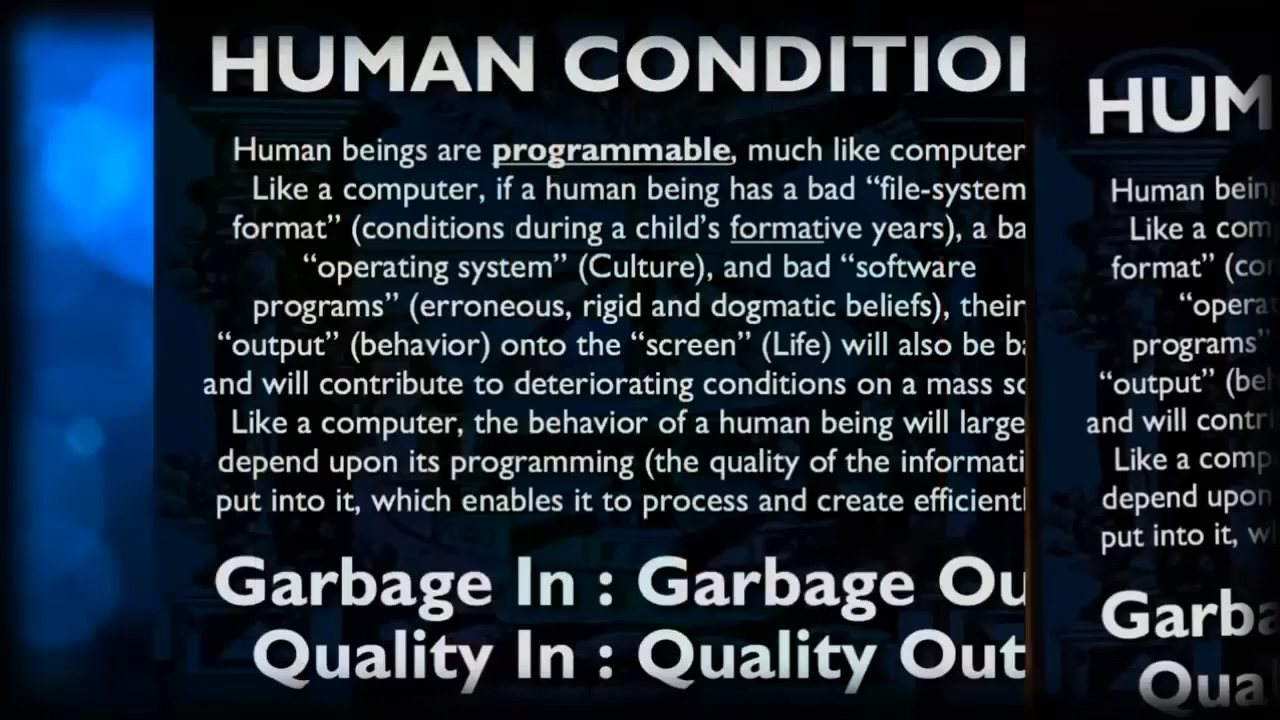 HUMAN CONDITIO
Human beings are programmable, much like computer
Like a computer, if a human being has a bad “file-system
format” (conditions during a child’s formative years), a ba
“operating system” (Culture), and bad “software
programs” (erroneous, rigid and dogmatic beliefs), their
“output” (behavior) onto the “screen” (Life) will also be ba
and will contribute to deteriorating conditions on a mass sc
Like a computer, the behavior of a human being will large
depend upon its programming (the quality of the informati
put into it, which enables it to process and create efficientl
Garbage In : Garbage Ou
Quality In : Quality Out
HUM
Human bein
Like a com
format” (con
“opera
programs”
“output” (beh
and will contri
Like a comp
depend upon
put into it, w
Garba
Qual